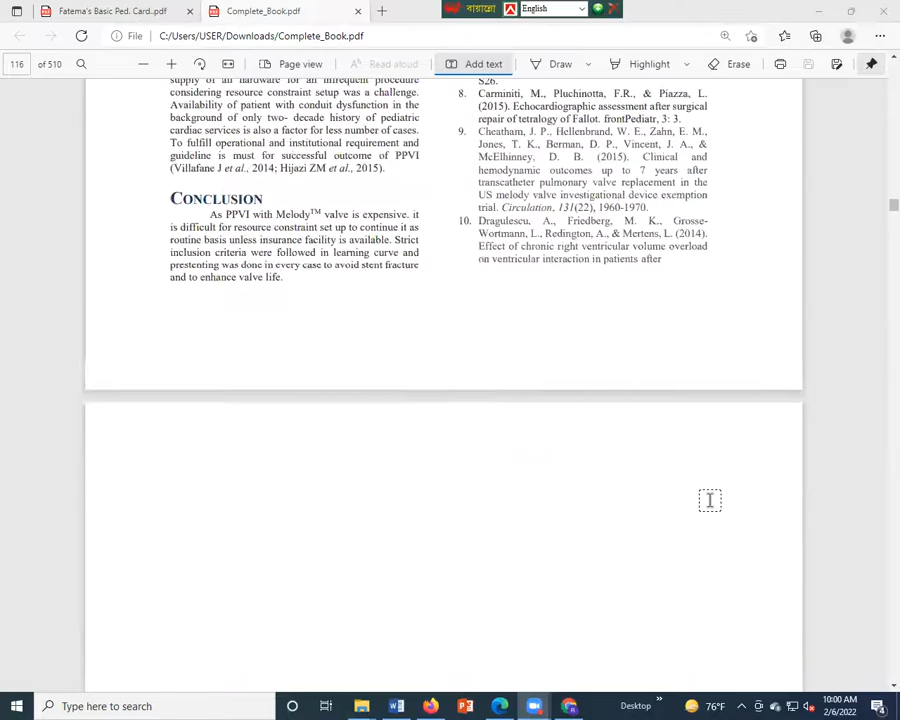 Fatema's Basic Ped. Card..pdf
Complete_Book.pdf
বায়ান্নো
English
File
C:/Users/USER/Downloads/Complete_Book.pdf
116
of 510
Page view
Read aloud
Add text
Draw
Highlight
Erase
supply of all hardware for an infrequent procedure
considering resource constraint setup was a challenge.
Availability of patient with conduit dysfunction in the
background of only two- decade history of pediatric
cardiac services is also a factor for less number of cases.
To fulfill operational and institutional requirement and
guideline is must for successful outcome of PPVI
(Villafane J et al., 2014; Hijazi ZM et al., 2015).
CONCLUSION
As PPVI with Melody™ valve is expensive. it
is difficult for resource constraint set up to continue it as
routine basis unless insurance facility is available. Strict
inclusion criteria were followed in learning curve and
prestenting was done in every case to avoid stent fracture
and to enhance valve life.
S26.
8. Carminiti, M., Pluchinotta, F.R., & Piazza, L.
(2015). Echocardiographic assessment after surgical
repair of tetralogy of Fallot. frontPediatr, 3: 3.
9. Cheatham, J. P., Hellenbrand, W. E., Zahn, E. M.,
Jones, T. K., Berman, D. P., Vincent, J. A., &
McElhinney, D. B. (2015). Clinical and
hemodynamic outcomes up to 7 years after
transcatheter pulmonary valve replacement in the
US melody valve investigational device exemption
trial. Circulation, 131(22), 1960-1970.
10. Dragulescu, A., Friedberg, M. K., Grosse-
Wortmann, L., Redington, A., & Mertens, L. (2014).
Effect of chronic right ventricular volume overload
on ventricular interaction in patients after
Type here to search
Desktop
76°F
10:00 AM
2/6/2022
4